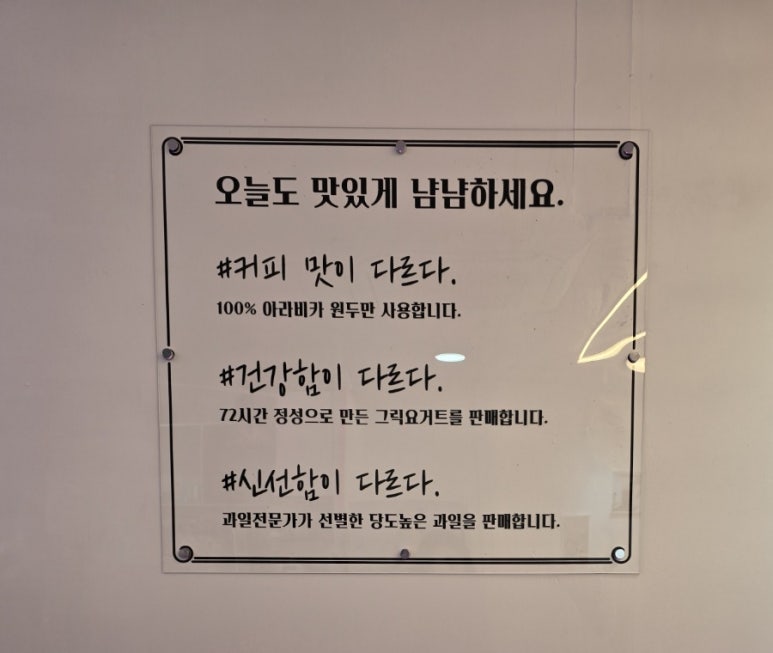 오늘도 맛있게 냠냠하세요.
#커피 맛이 다르다.
100% 아라비카 원두만 사용합니다.
#건강함이 다르다.
72시간 정성으로 만든 그릭요거트를 판매합니다.
#신선함이 다르다.
과일전문가가 선별한 당도높은 과일을 판매합니다.